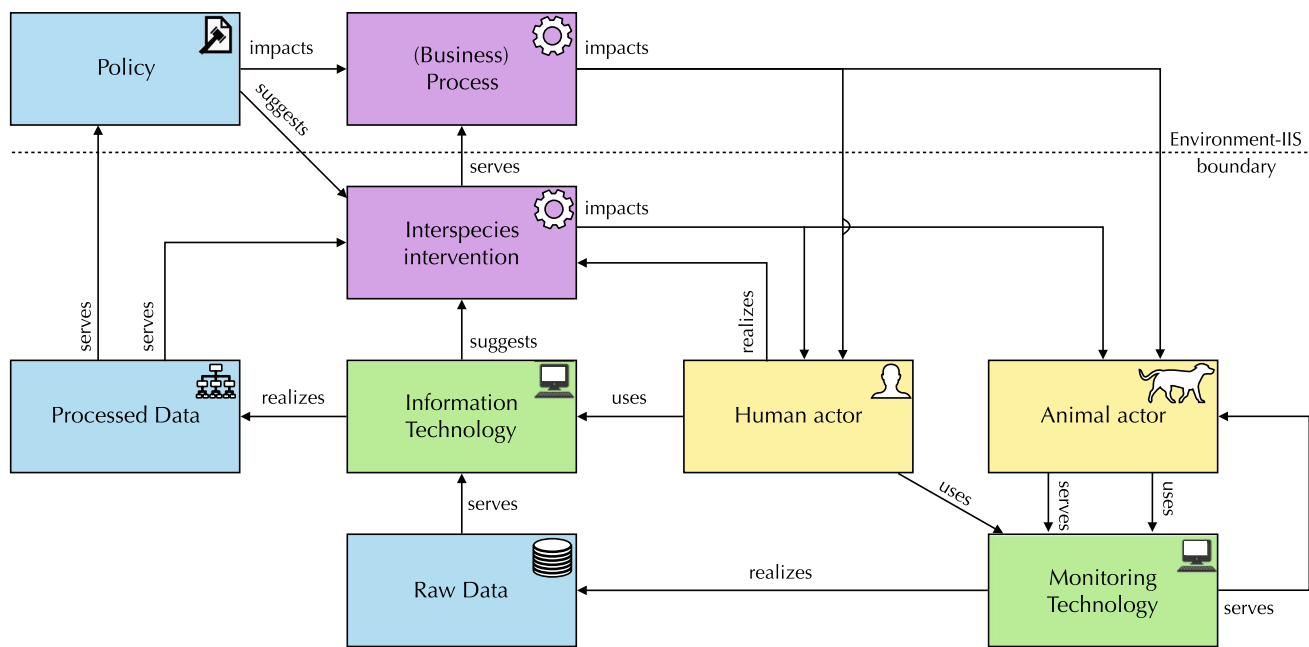 Policy
impacts
(Business)
Process
impacts
suggests
Environment-IIS
boundary
serves
Interspecies
intervention
impacts
serves
serves
suggests
realizes
Processed Data
realizes
Information
Technology
uses
Human actor
Animal actor
serves
uses
serves
uses
Raw Data
realizes
Monitoring
Technology
serves